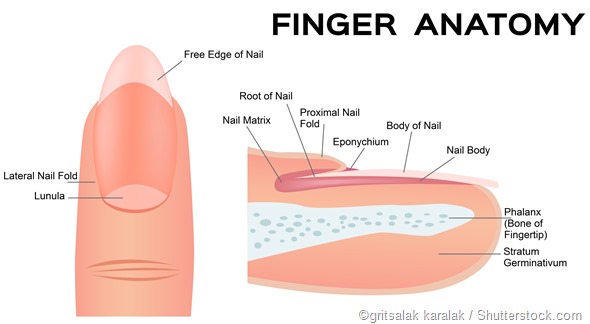 FINGER ANATOMY
Free Edge of Nail
Lateral Nail Fold
Lunula
Root of Nail
Nail Matrix
Proximal Nail
Fold
Eponychium
Body of Nail
Nail Body
Phalanx
(Bone of
Fingertip)
Stratum
Germinativum
©gritsalak karalak / Shutterstock.com